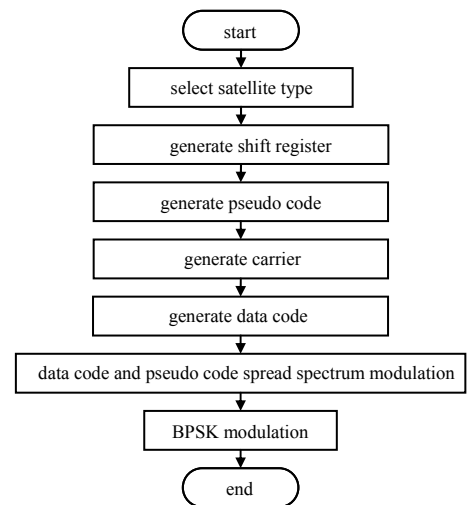 start
select satellite type
generate shift register
generate pseudo code
generate carrier
generate data code
data code and pseudo code spread spectrum modulation
BPSK modulation
end